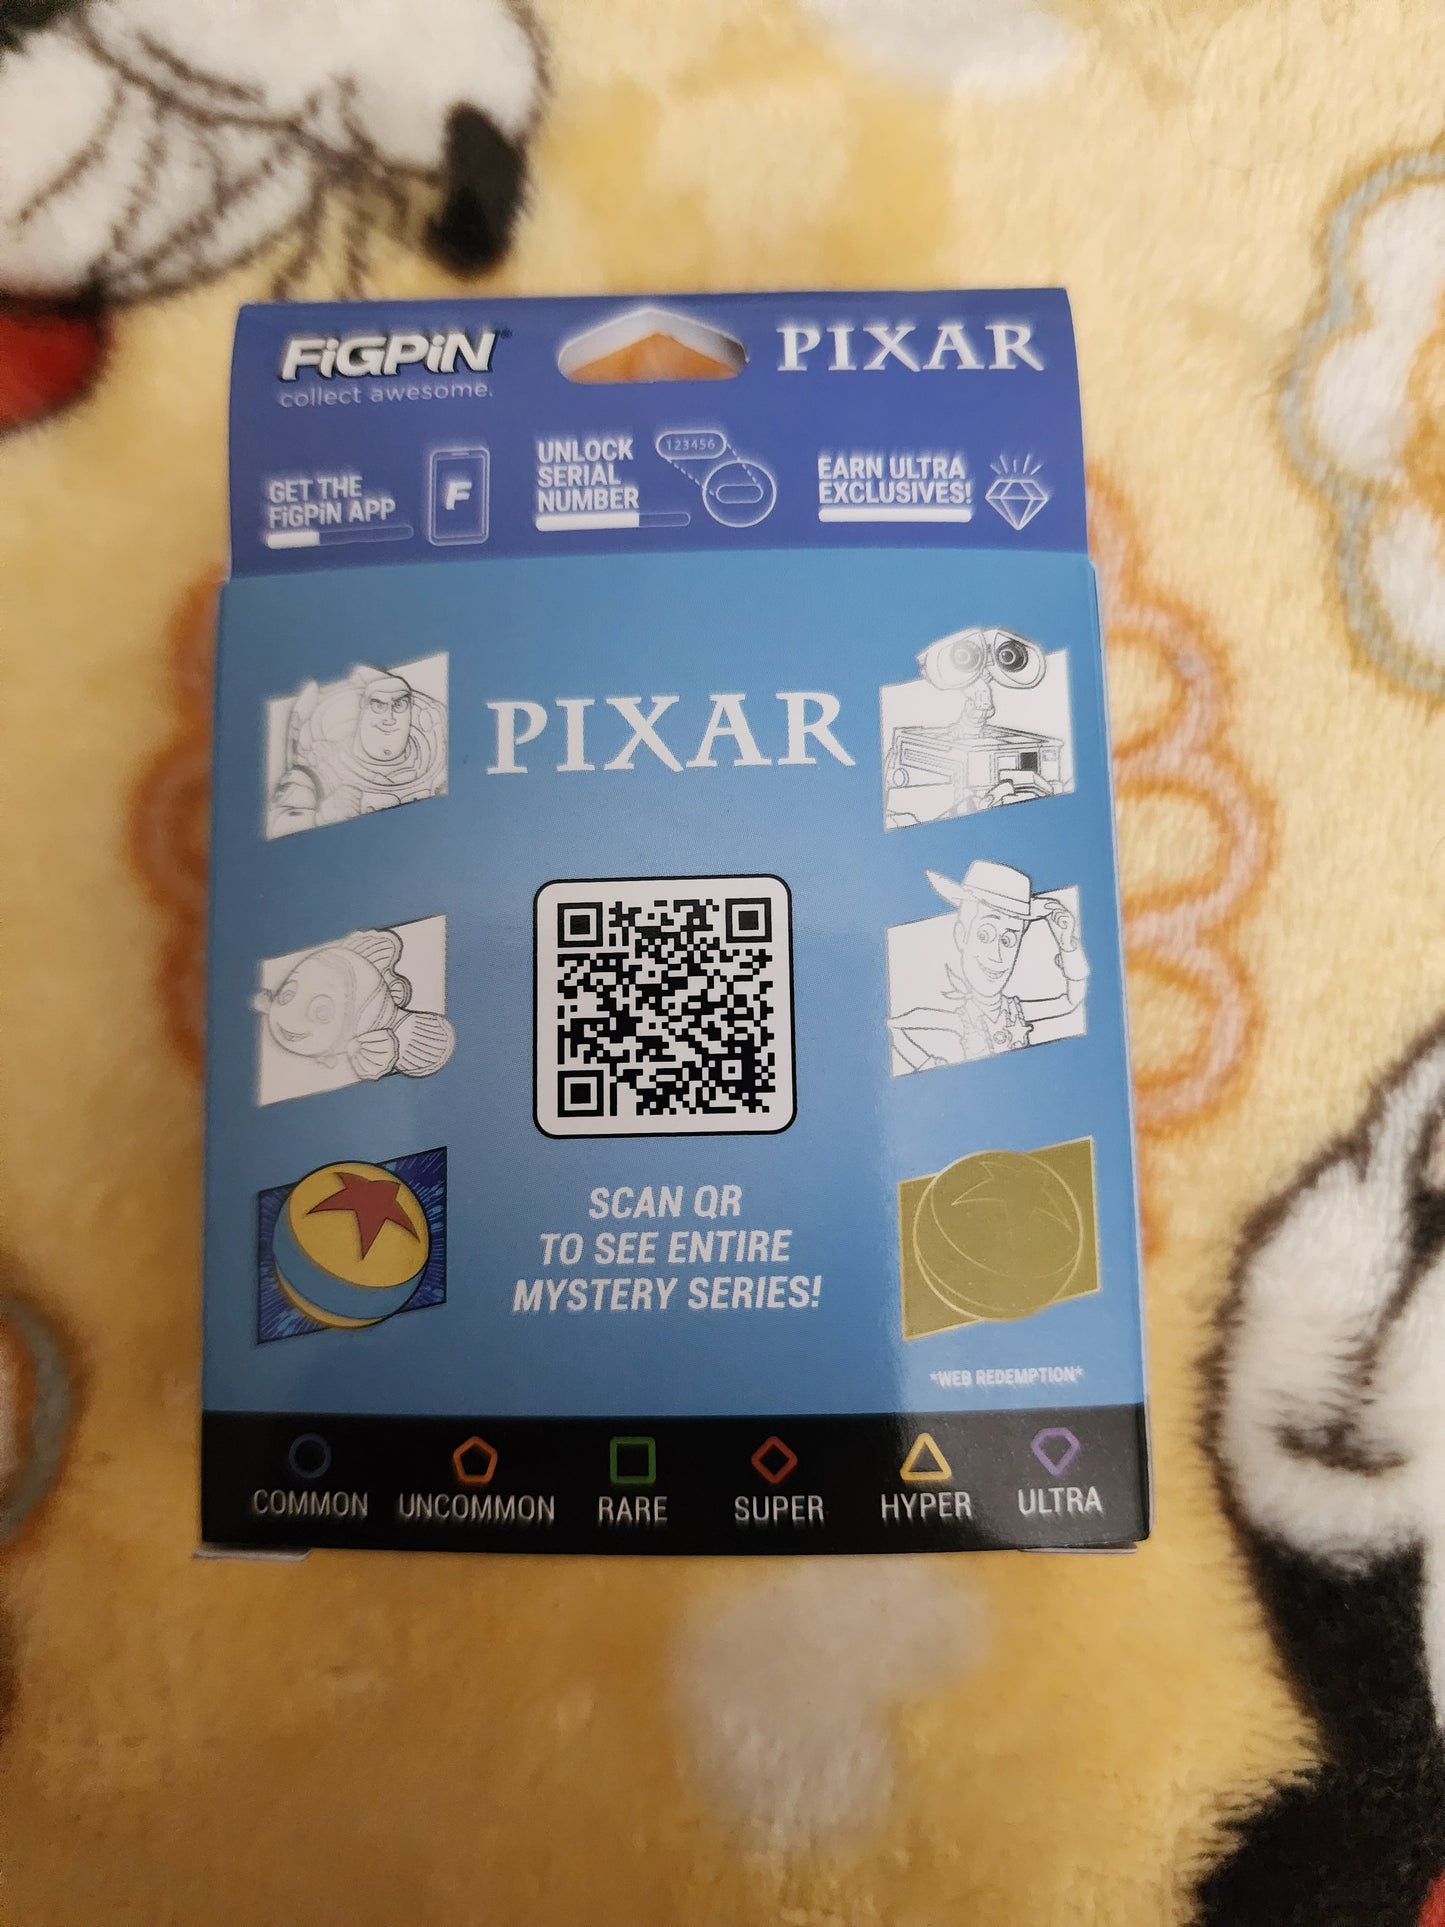 FiGPiN®
collect awesome.
PIXAR
GET THE
FiGPiN APP
F
UNLOCK
SERIAL
NUMBER
123456
EARN ULTRA
EXCLUSIVES!
PIXAR
SCAN QR
TO SEE ENTIRE
MYSTERY SERIES!
*WEB REDEMPTION*
COMMON
UNCOMMON
RARE
SUPER
HYPER
ULTRA